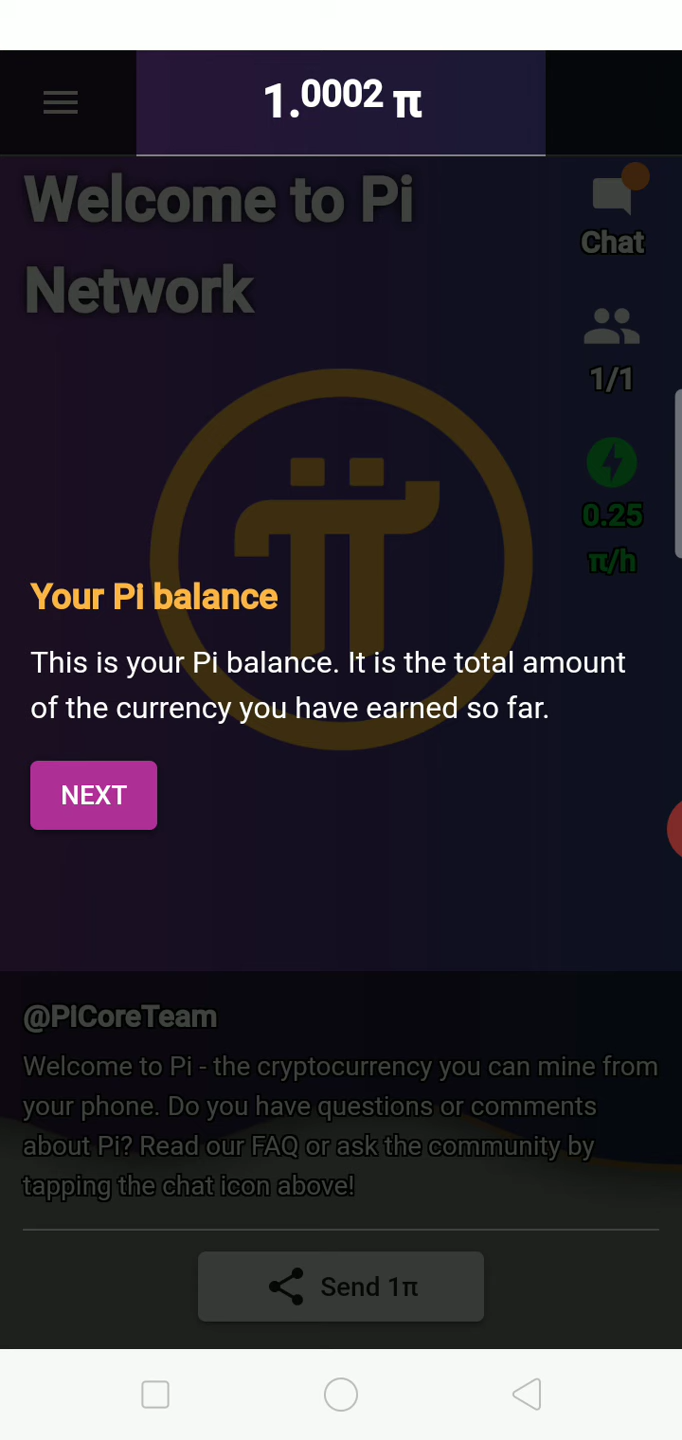 1.0002 π
Welcome to Pi
Network
Chat
1/1
0.25
π/h
Your Pi balance
This is your Pi balance. It is the total amount
of the currency you have earned so far.
NEXT
@PiCoreTeam
Welcome to Pi - the cryptocurrency you can mine from
your phone. Do you have questions or comments
about Pi? Read our FAQ or ask the community by
tapping the chat icon above!
Send 1π